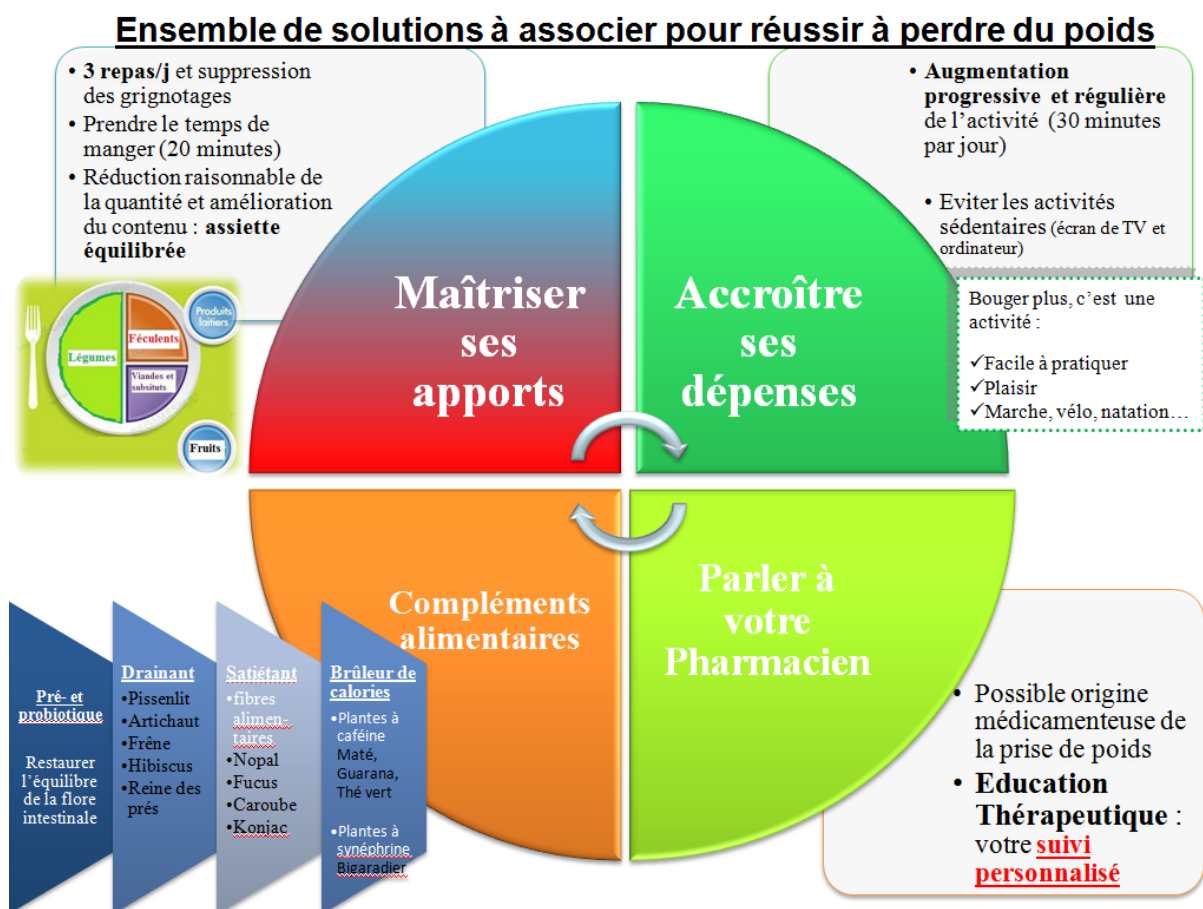 Ensemble de solutions à associer pour réussir à perdre du poids
• 3 repas/j et suppression
des grignotages
• Prendre le temps de
manger (20 minutes)
• Réduction raisonnable de
la quantité et amélioration
du contenu : assiette
équilibrée
Légumes
Féculents
Viandes et
subsituts
Produits
laitiers
Fruits
Maîtriser
ses
apports
Accroître
ses
dépenses
• Augmentation
progressive et régulière
de l’activité (30 minutes
par jour)
• Eviter les activités
sédentaires (écran de TV et
ordinateur)
Bouger plus, c’est une
activité :
✓Facile à pratiquer
✓Plaisir
✓Marche, vélo, natation…
Compléments
alimentaires
Pré- et
probiotique
Restaurer
l’équilibre
de la flore
intestinale
Drainant
•Pissenlit
•Artichaut
•Frêne
•Hibiscus
•Reine des
prés
Satiétant
•fibres
alimen-
taires
•Nopal
•Fucus
•Caroube
•Konjac
Brûleur de
calories
•Plantes à
caféine
Maté,
Guarana,
Thé vert
•Plantes à
synéphrine
Bigaradier
Parler à
votre
Pharmacien
• Possible origine
médicamenteuse de
la prise de poids
• Education
Thérapeutique :
votre suivi
personnalisé